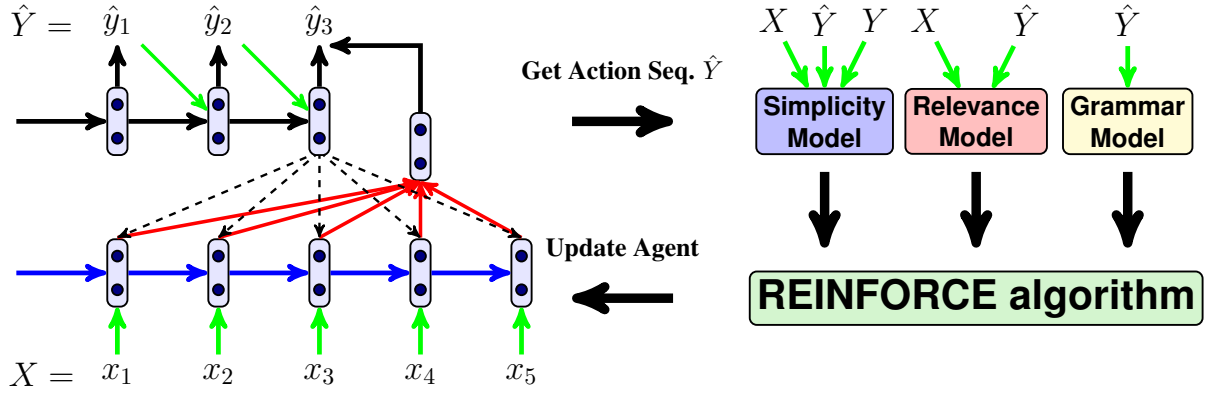 Ŷ = ŷ₁ ŷ₂ ŷ₃
X Ŷ Y X Ŷ Ŷ
Get Action Seq. Ŷ
Simplicity Model
Relevance Model
Grammar Model
Update Agent
REINFORCE algorithm
X = x₁ x₂ x₃ x₄ x₅